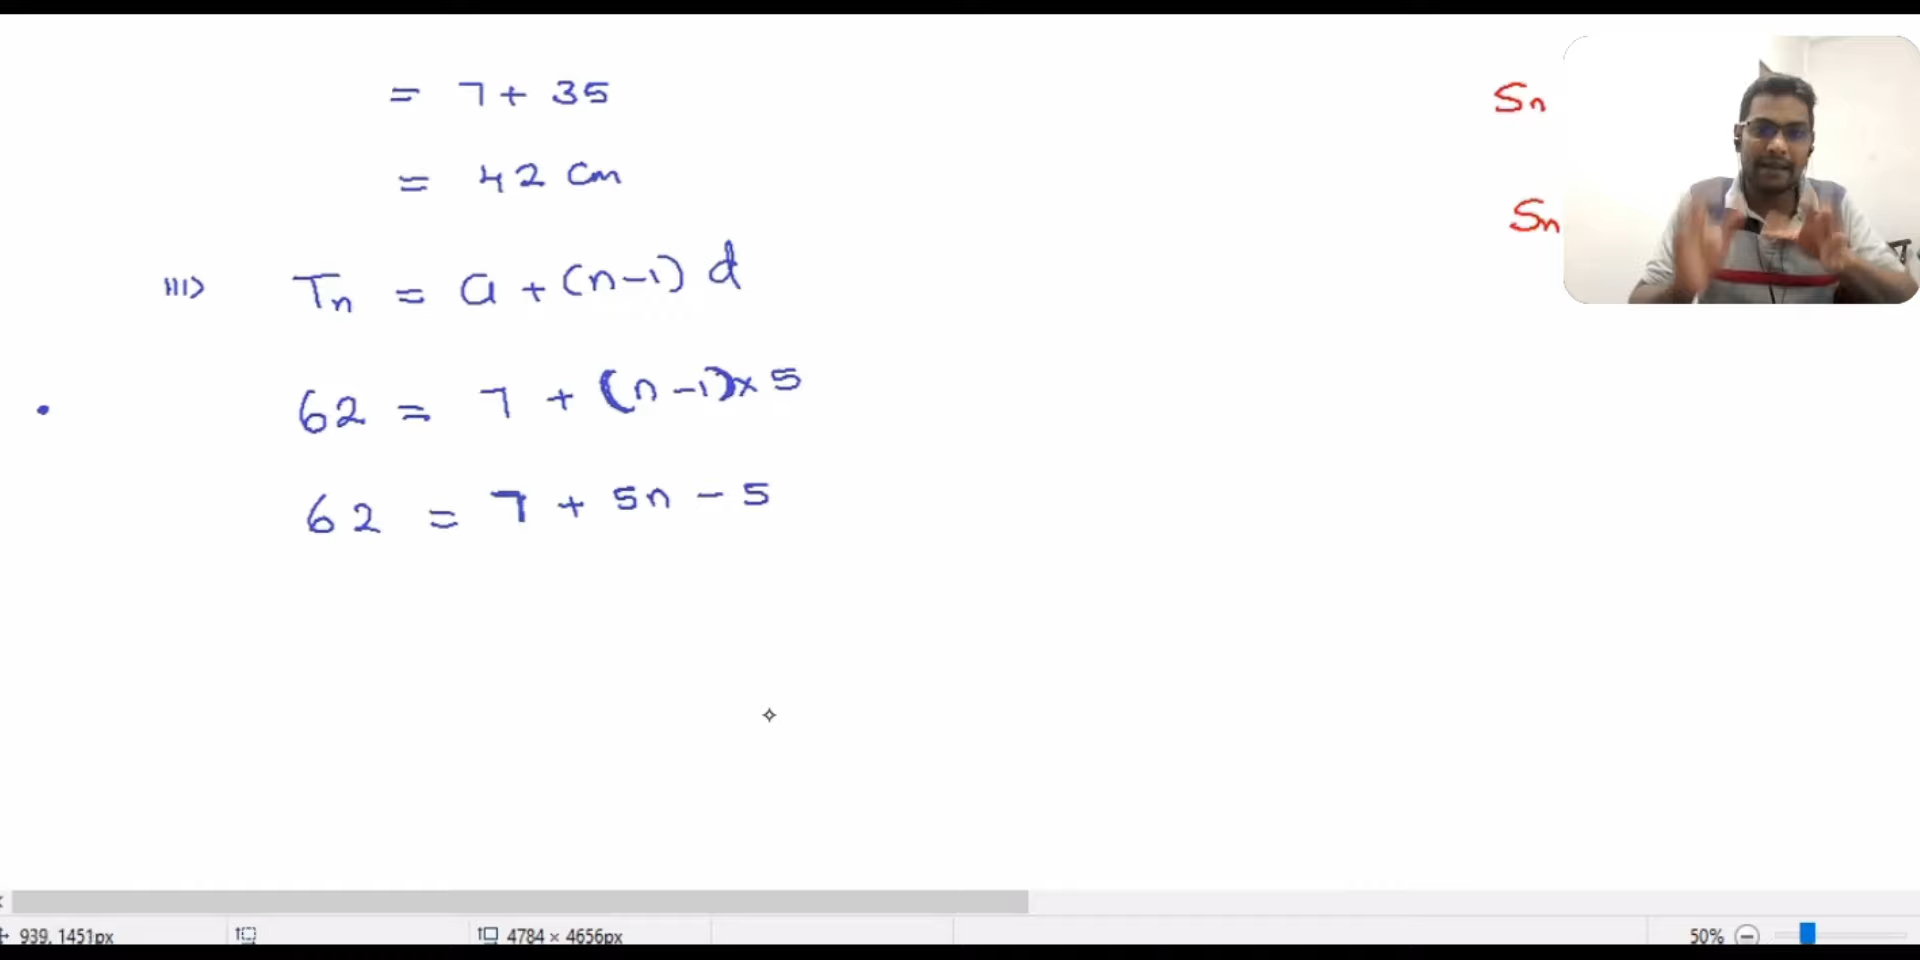 = 7 + 35
= 42 cm
III> Tn = a + (n-1) d
62 = 7 + (n-1) × 5
62 = 7 + 5n - 5
Sn
Sn
939, 1451px
4784 × 4656px
50%